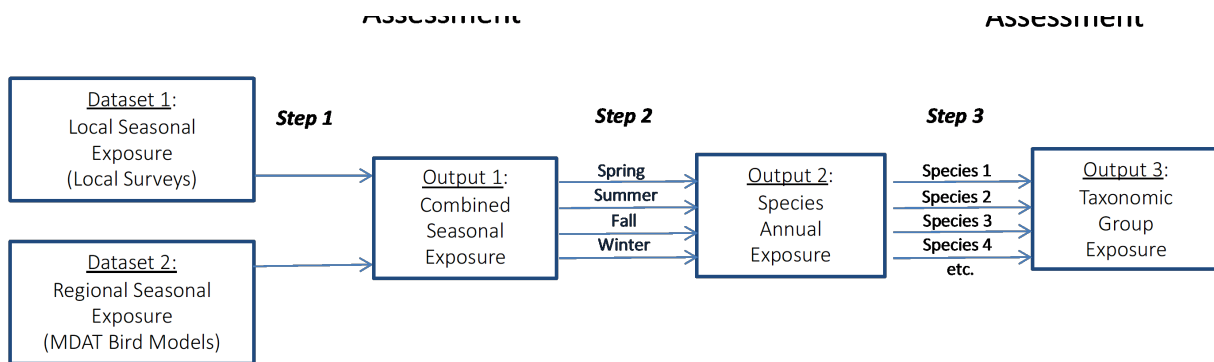 Assessment
Assessment
Dataset 1:
Local Seasonal
Exposure
(Local Surveys)
Step 1
Step 2
Step 3
Output 1:
Combined
Seasonal
Exposure
Spring
Summer
Fall
Winter
Output 2:
Species
Annual
Exposure
Species 1
Species 2
Species 3
Species 4
etc.
Output 3:
Taxonomic
Group
Exposure
Dataset 2:
Regional Seasonal
Exposure
(MDAT Bird Models)